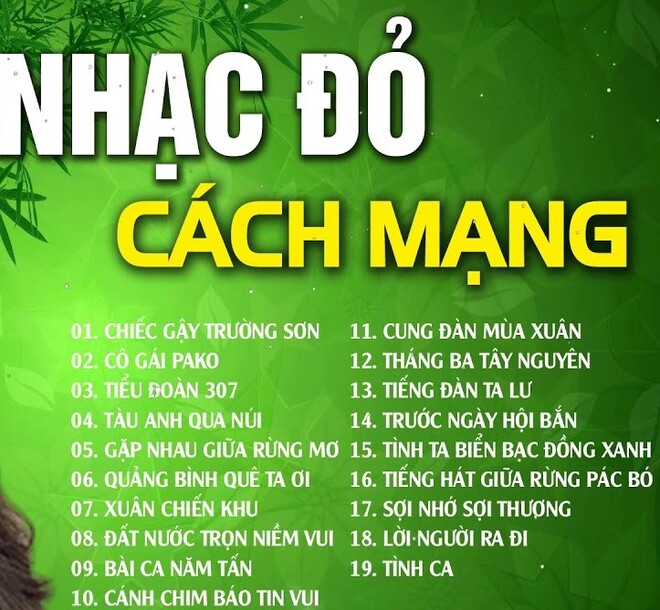 NHẠC ĐỎ
CÁCH MẠNG
01. CHIẾC GẬY TRƯỜNG SƠN
02. CÔ GÁI PAKO
03. TIỂU ĐOÀN 307
04. TÀU ANH QUA NÚI
05. GẶP NHAU GIỮA RỪNG MƠ
06. QUẢNG BÌNH QUÊ TA ƠI
07. XUÂN CHIẾN KHU
08. ĐẤT NƯỚC TRỌN NIỀM VUI
09. BÀI CA NĂM TẤN
10. CÁNH CHIM BÁO TIN VUI
11. CUNG ĐÀN MÙA XUÂN
12. THÁNG BA TÂY NGUYÊN
13. TIẾNG ĐÀN TA LƯ
14. TRƯỚC NGÀY HỘI BẮN
15. TÌNH TA BIỂN BẠC ĐỒNG XANH
16. TIẾNG HÁT GIỮA RỪNG PÁC BÓ
17. SỢI NHỚ SỢI THƯƠNG
18. LỜI NGƯỜI RA ĐI
19. TÌNH CA